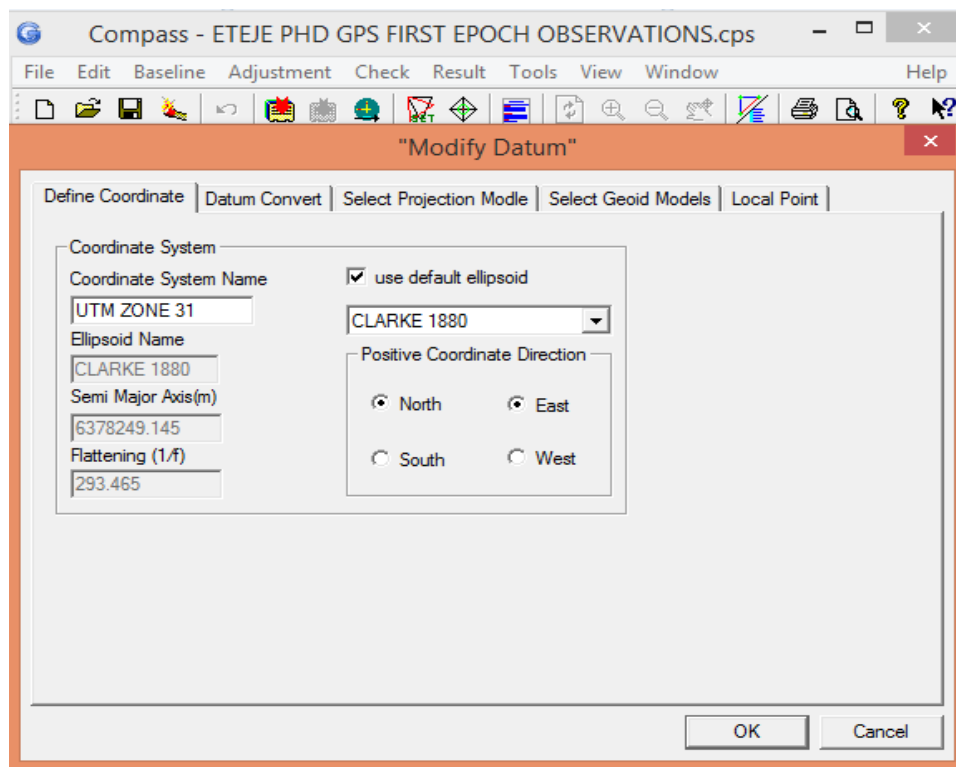 Compass - ETEJE PHD GPS FIRST EPOCH OBSERVATIONS.cps
File Edit Baseline Adjustment Check Result Tools View Window Help
"Modify Datum"
Define Coordinate Datum Convert Select Projection Modle Select Geoid Models Local Point
Coordinate System
Coordinate System Name
use default ellipsoid
UTM ZONE 31
CLARKE 1880
Ellipsoid Name
Positive Coordinate Direction
CLARKE 1880
Semi Major Axis(m)
North East
6378249.145
Flattening (1/f)
South West
293.465
OK Cancel